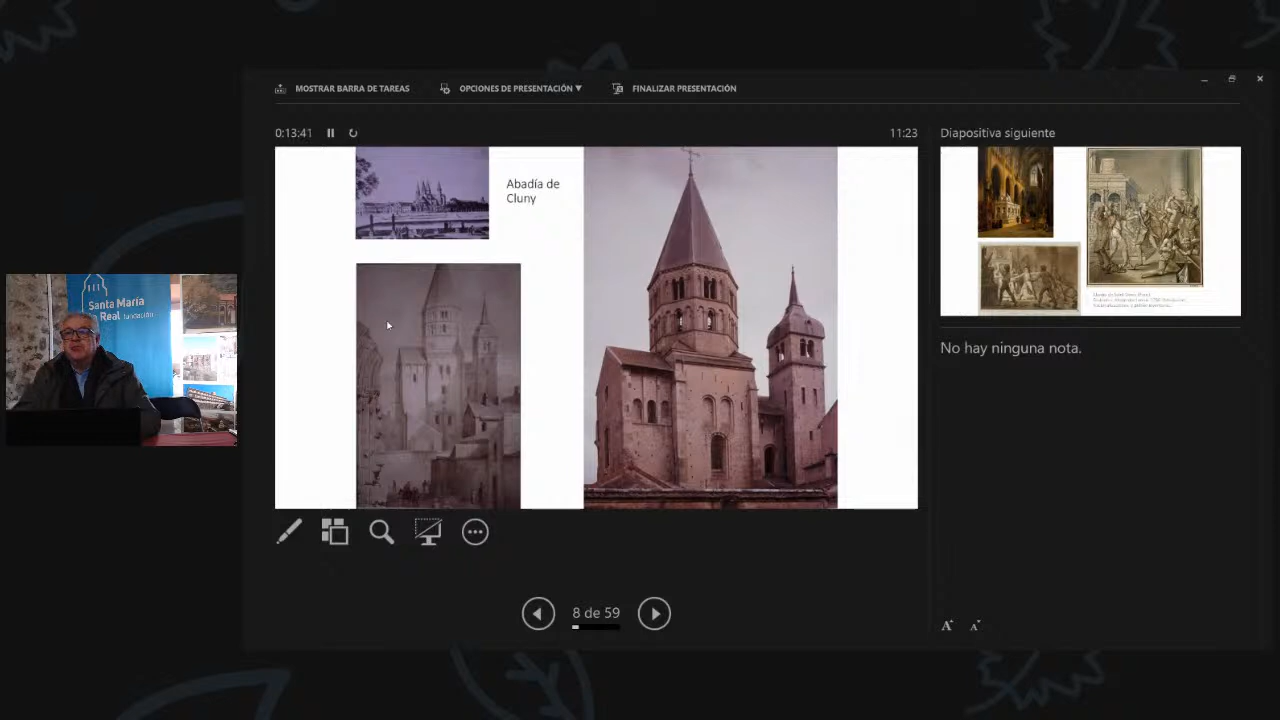 MOSTRAR BARRA DE TAREAS
OPCIONES DE PRESENTACIÓN ▼
FINALIZAR PRESENTACIÓN
0:13:41
11:23
Diapositiva siguiente
Abadía de
Cluny
No hay ninguna nota.
Santa María
Real fundación
8 de 59
A
A